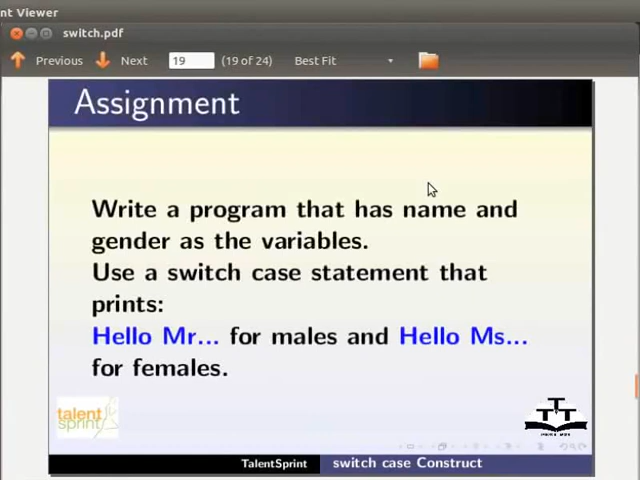 nt Viewer
switch.pdf
Previous Next 19 (19 of 24) Best Fit
Assignment
Write a program that has name and
gender as the variables.
Use a switch case statement that
prints:
Hello Mr... for males and Hello Ms...
for females.
talent
sprint
TalentSprint switch case Construct